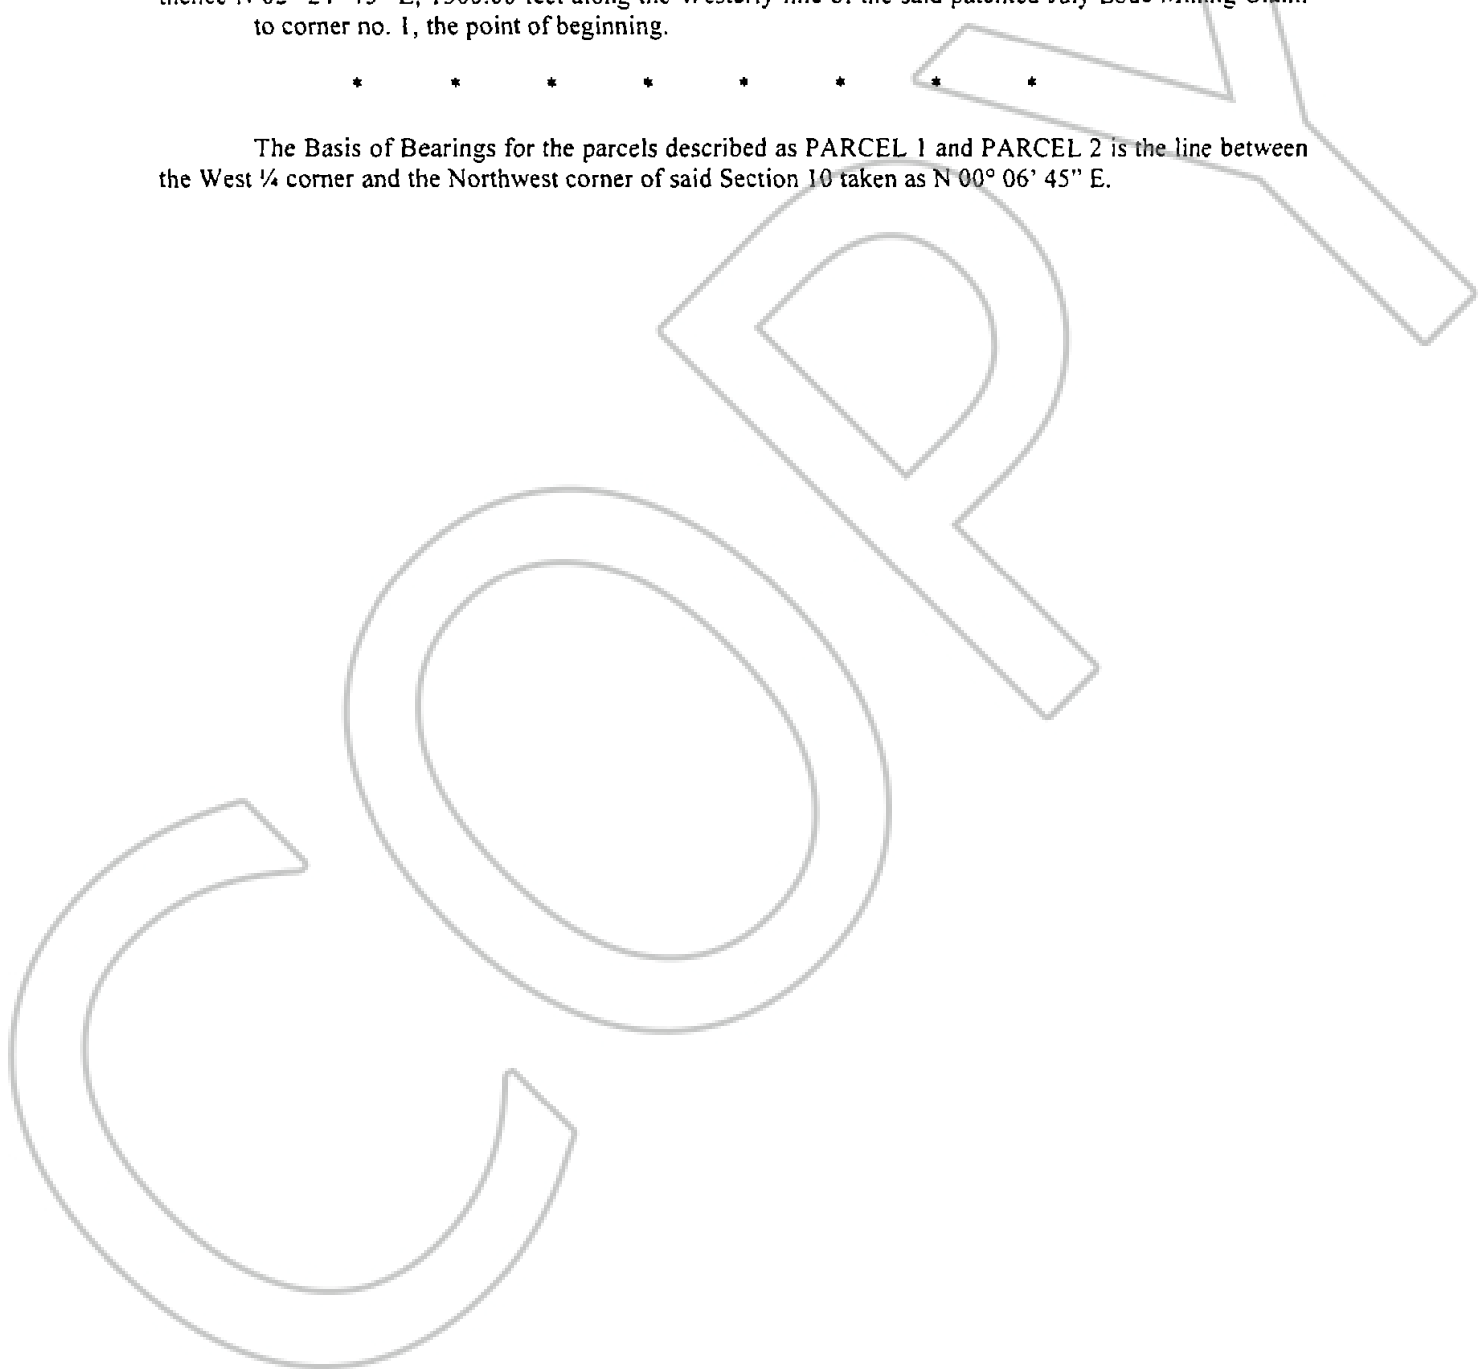 to corner no. 1, the point of beginning.
* * * * * * * *
The Basis of Bearings for the parcels described as PARCEL 1 and PARCEL 2 is the line between
the West ¼ corner and the Northwest corner of said Section 10 taken as N 00° 06' 45" E.
COPY